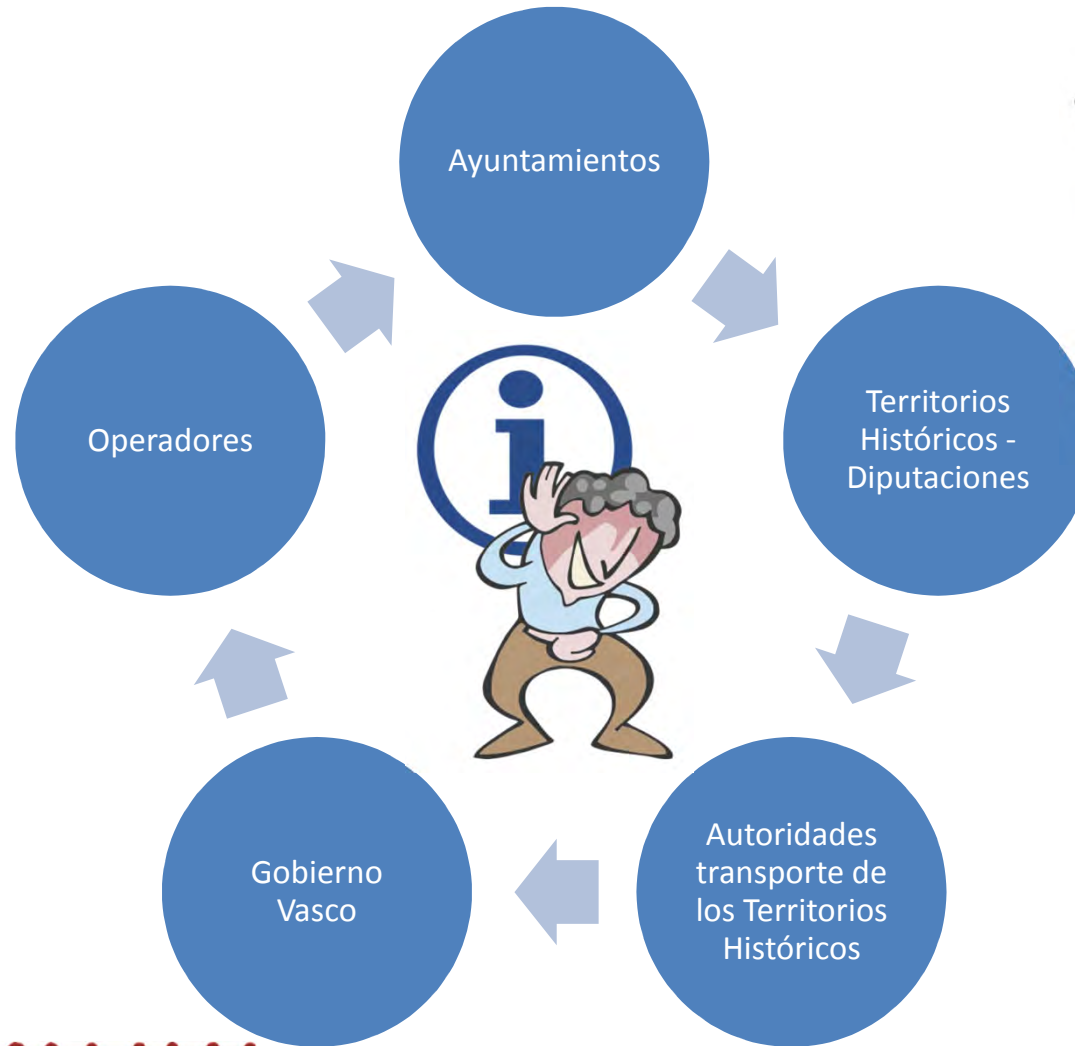 Ayuntamientos
Territorios
Históricos -
Diputaciones
Autoridades
transporte de
los Territorios
Históricos
Gobierno
Vasco
Operadores
i